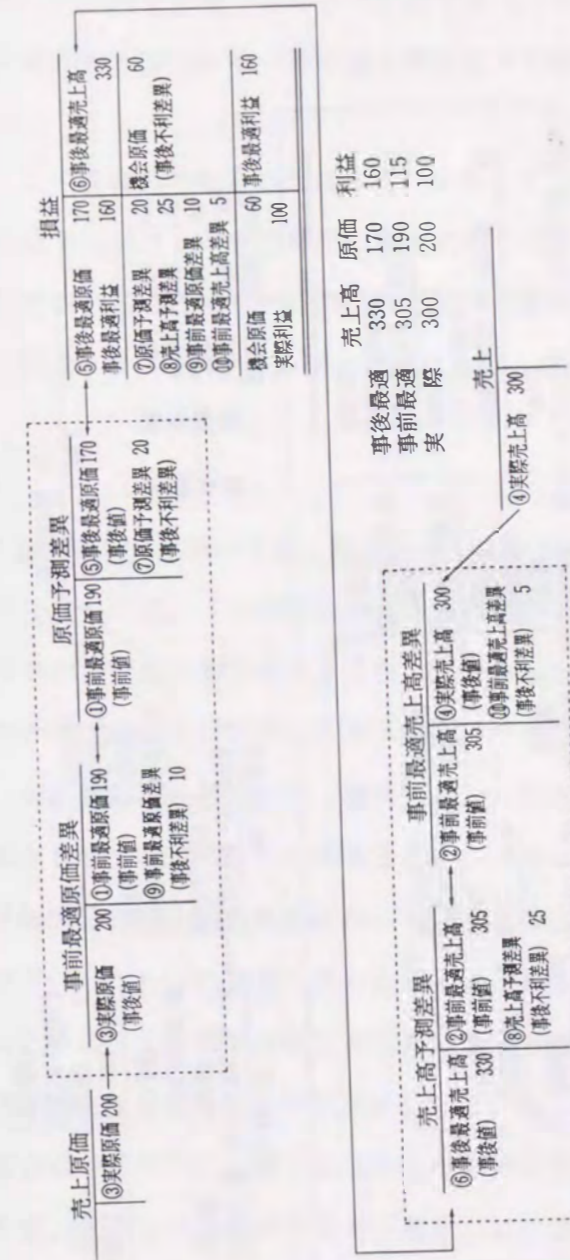 売上原価
③実際原価 200
事前最適原価差異
③実際原価 200
(事後値)
①事前最適原価 190
(事前値)
⑨事前最適原価差異
(事後不利差異) 10
原価予測差異
①事前最適原価 190
(事前値)
⑤事後最適原価 170
(事後値)
⑦原価予測差異 20
(事後不利差異)
損益
⑤事後最適原価 170
事後最適利益 160
⑥事後最適売上高 330
⑦原価予測差異 20
⑧売上高予測差異 25
⑨事前最適原価差異 10
⑩事前最適売上高差異 5
機会原価 60
(事後不利差異)
機会原価 60
実際利益 100
事後最適利益 160
売上高 原価 利益
事後最適 330 170 160
事前最適 305 190 115
実際 300 200 100
売上高予測差異
⑥事後最適売上高
(事後値) 330
②事前最適売上高
(事前値) 305
⑧売上高予測差異
(事後不利差異) 25
事前最適売上高差異
②事前最適売上高
(事前値) 305
④実際売上高 300
(事後値)
⑩事前最適売上高差異
(事後不利差異) 5
売上
④実際売上高 300